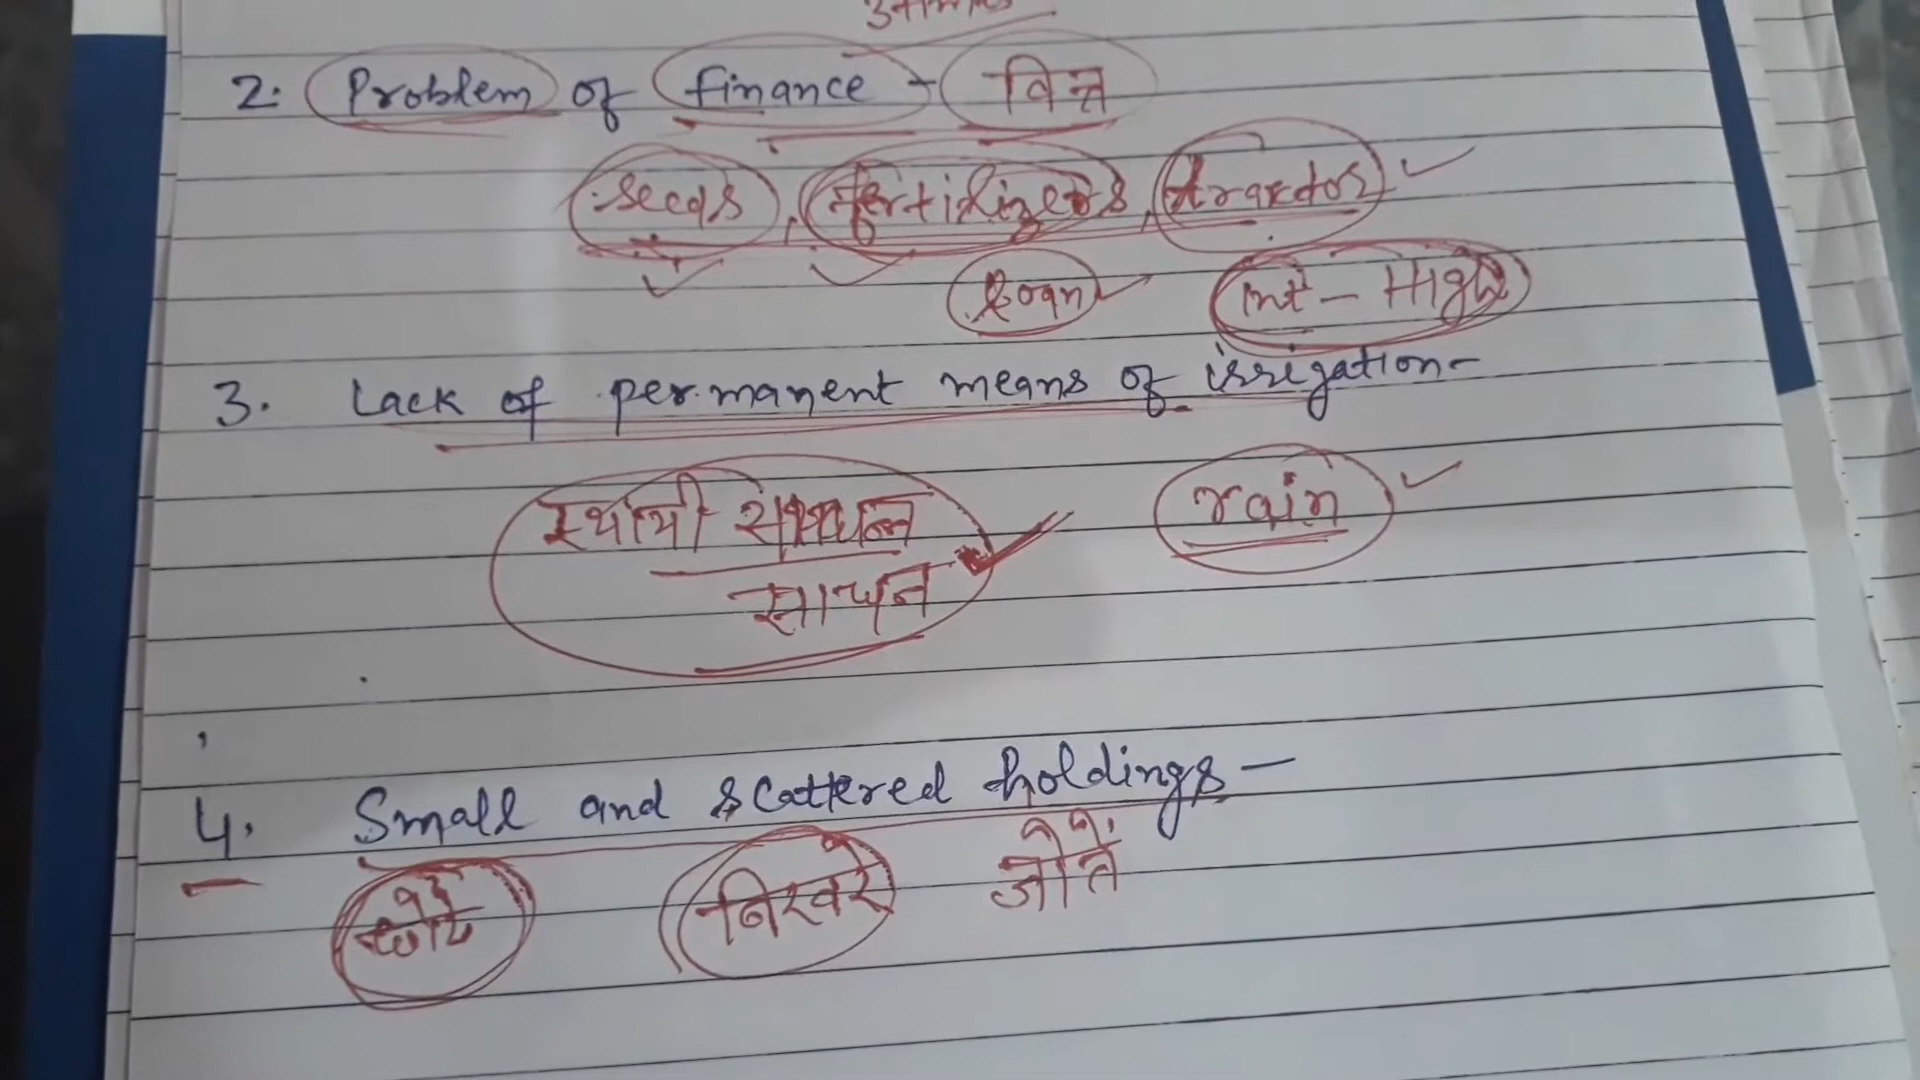 2. Problem of finance - वित्त
seeds, fertilizers, traktos
loan int - High
3. Lack of permanent means of irrigation-
स्थायी rain
साधन
4. Small and scattered holdings -
छोटे बिखरे जोतें